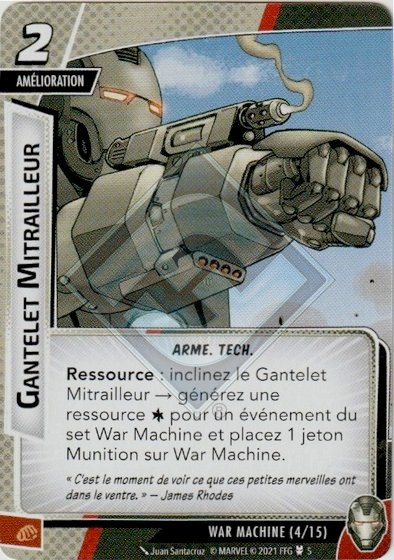 2
AMÉLIORATION
GANTELET MITRAILLEUR
ARME. TECH.
Ressource : inclinez le Gantelet
Mitrailleur → générez une
ressource pour un événement du
set War Machine et placez 1 jeton
Munition sur War Machine.
« C'est le moment de voir ce que ces petites merveilles ont
dans le ventre. » – James Rhodes
WAR MACHINE (4/15)
Juan Santacruz © MARVEL © 2021 FFG 5